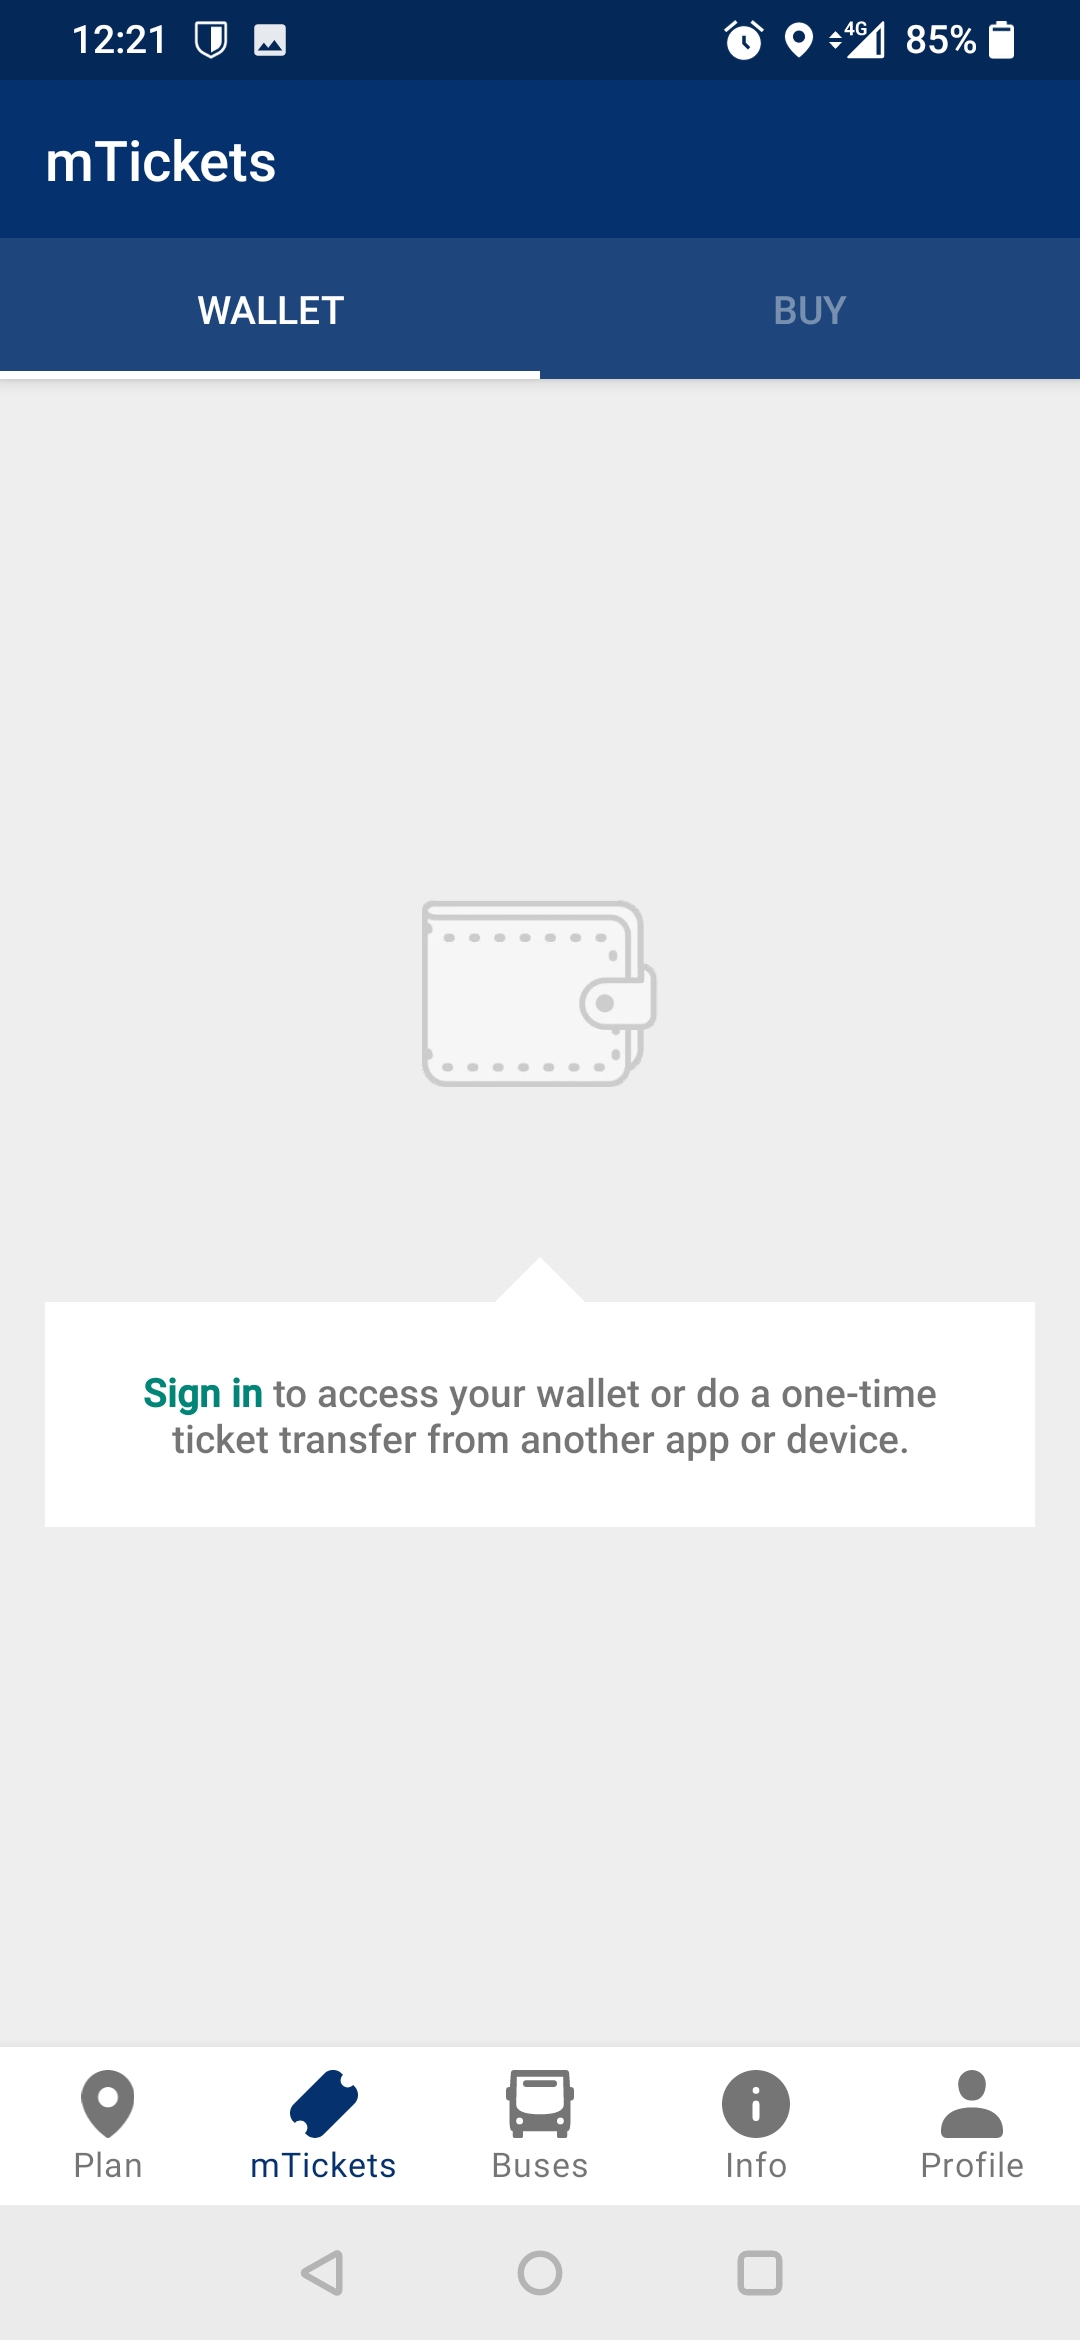 12:21
4G
85%
mTickets
WALLET
BUY
Sign in to access your wallet or do a one-time
ticket transfer from another app or device.
Plan
mTickets
Buses
Info
Profile